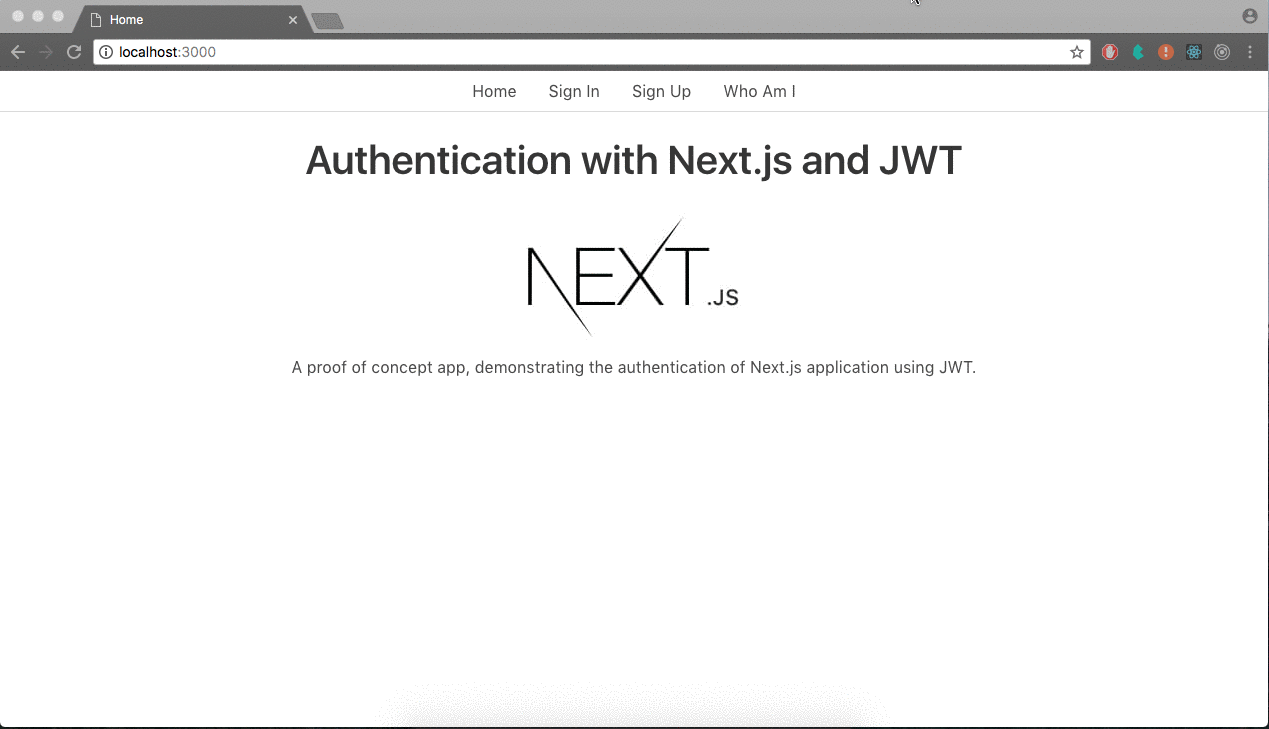 Home
localhost:3000
Home Sign In Sign Up Who Am I
Authentication with Next.js and JWT
NEXT.JS
A proof of concept app, demonstrating the authentication of Next.js application using JWT.